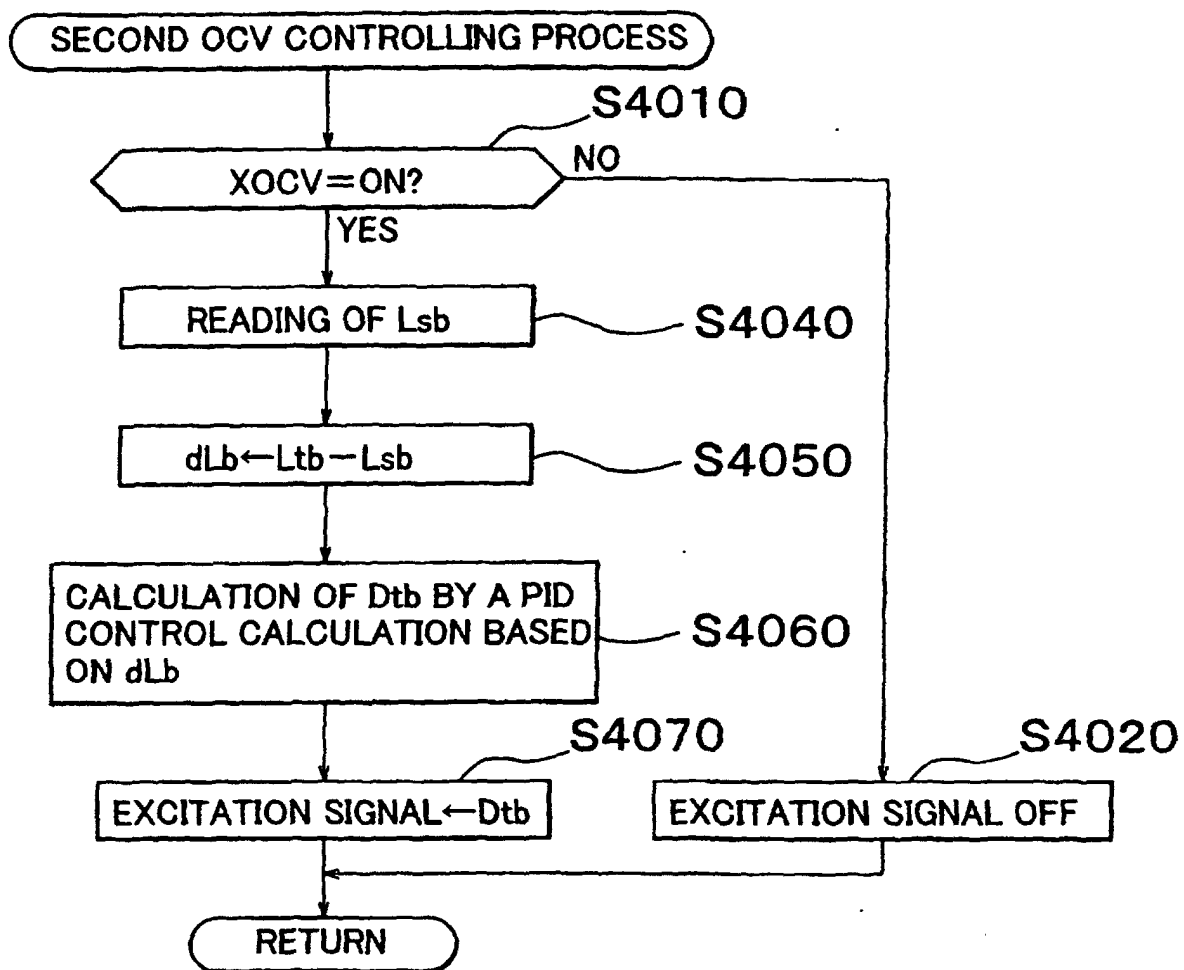 SECOND OCV CONTROLLING PROCESS
S4010
XOCV=ON?
NO
YES
READING OF Lsb
S4040
dLb←Ltb-Lsb
S4050
CALCULATION OF Dtb BY A PID
CONTROL CALCULATION BASED
ON dLb
S4060
S4070
EXCITATION SIGNAL←Dtb
S4020
EXCITATION SIGNAL OFF
RETURN